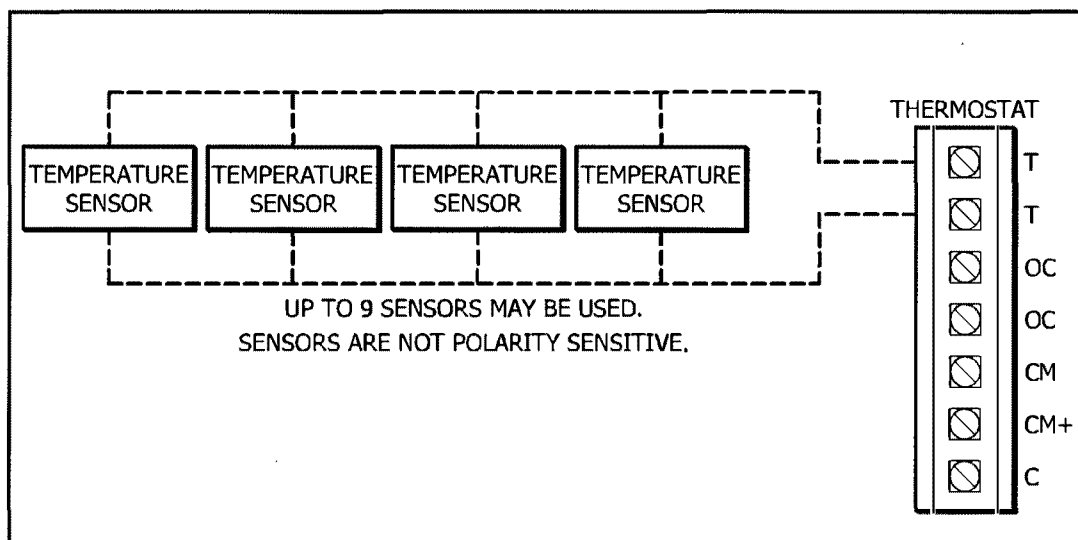 THERMOSTAT
TEMPERATURE
SENSOR
TEMPERATURE
SENSOR
TEMPERATURE
SENSOR
TEMPERATURE
SENSOR
T
T
OC
OC
CM
CM+
C
UP TO 9 SENSORS MAY BE USED.
SENSORS ARE NOT POLARITY SENSITIVE.